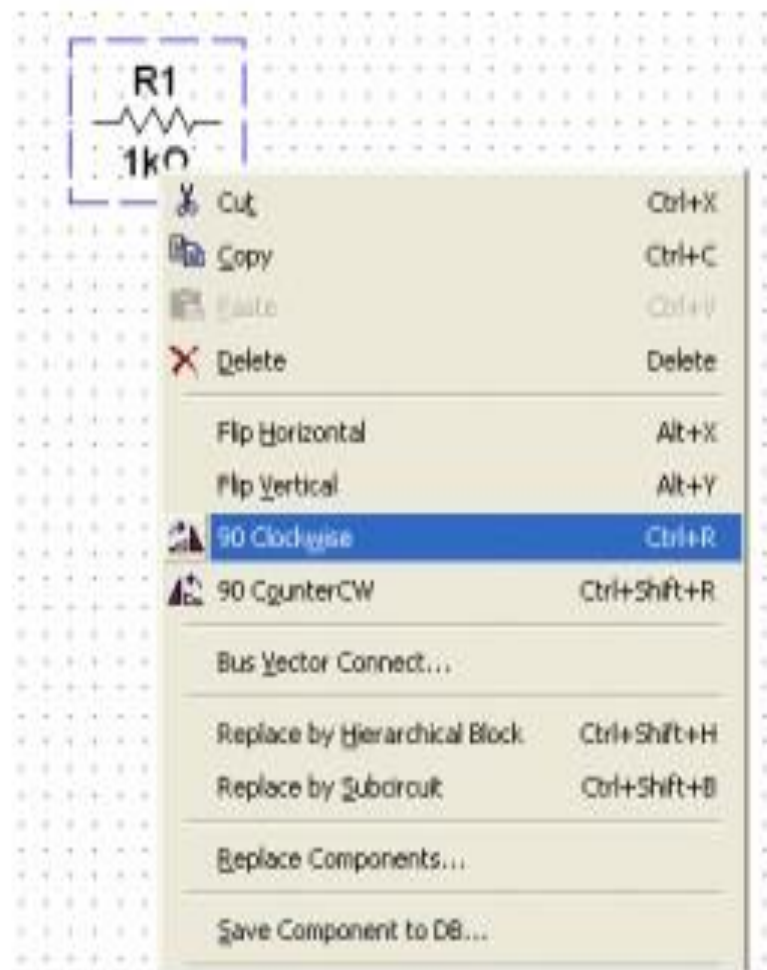 R1
1kΩ
Cut Ctrl+X
Copy Ctrl+C
Paste Ctrl+V
Delete Delete
Flip Horizontal Alt+X
Flip Vertical Alt+Y
90 Clockwise Ctrl+R
90 CounterCW Ctrl+Shift+R
Bus Vector Connect...
Replace by Hierarchical Block Ctrl+Shift+H
Replace by Subcircuit Ctrl+Shift+B
Replace Components...
Save Component to DB...